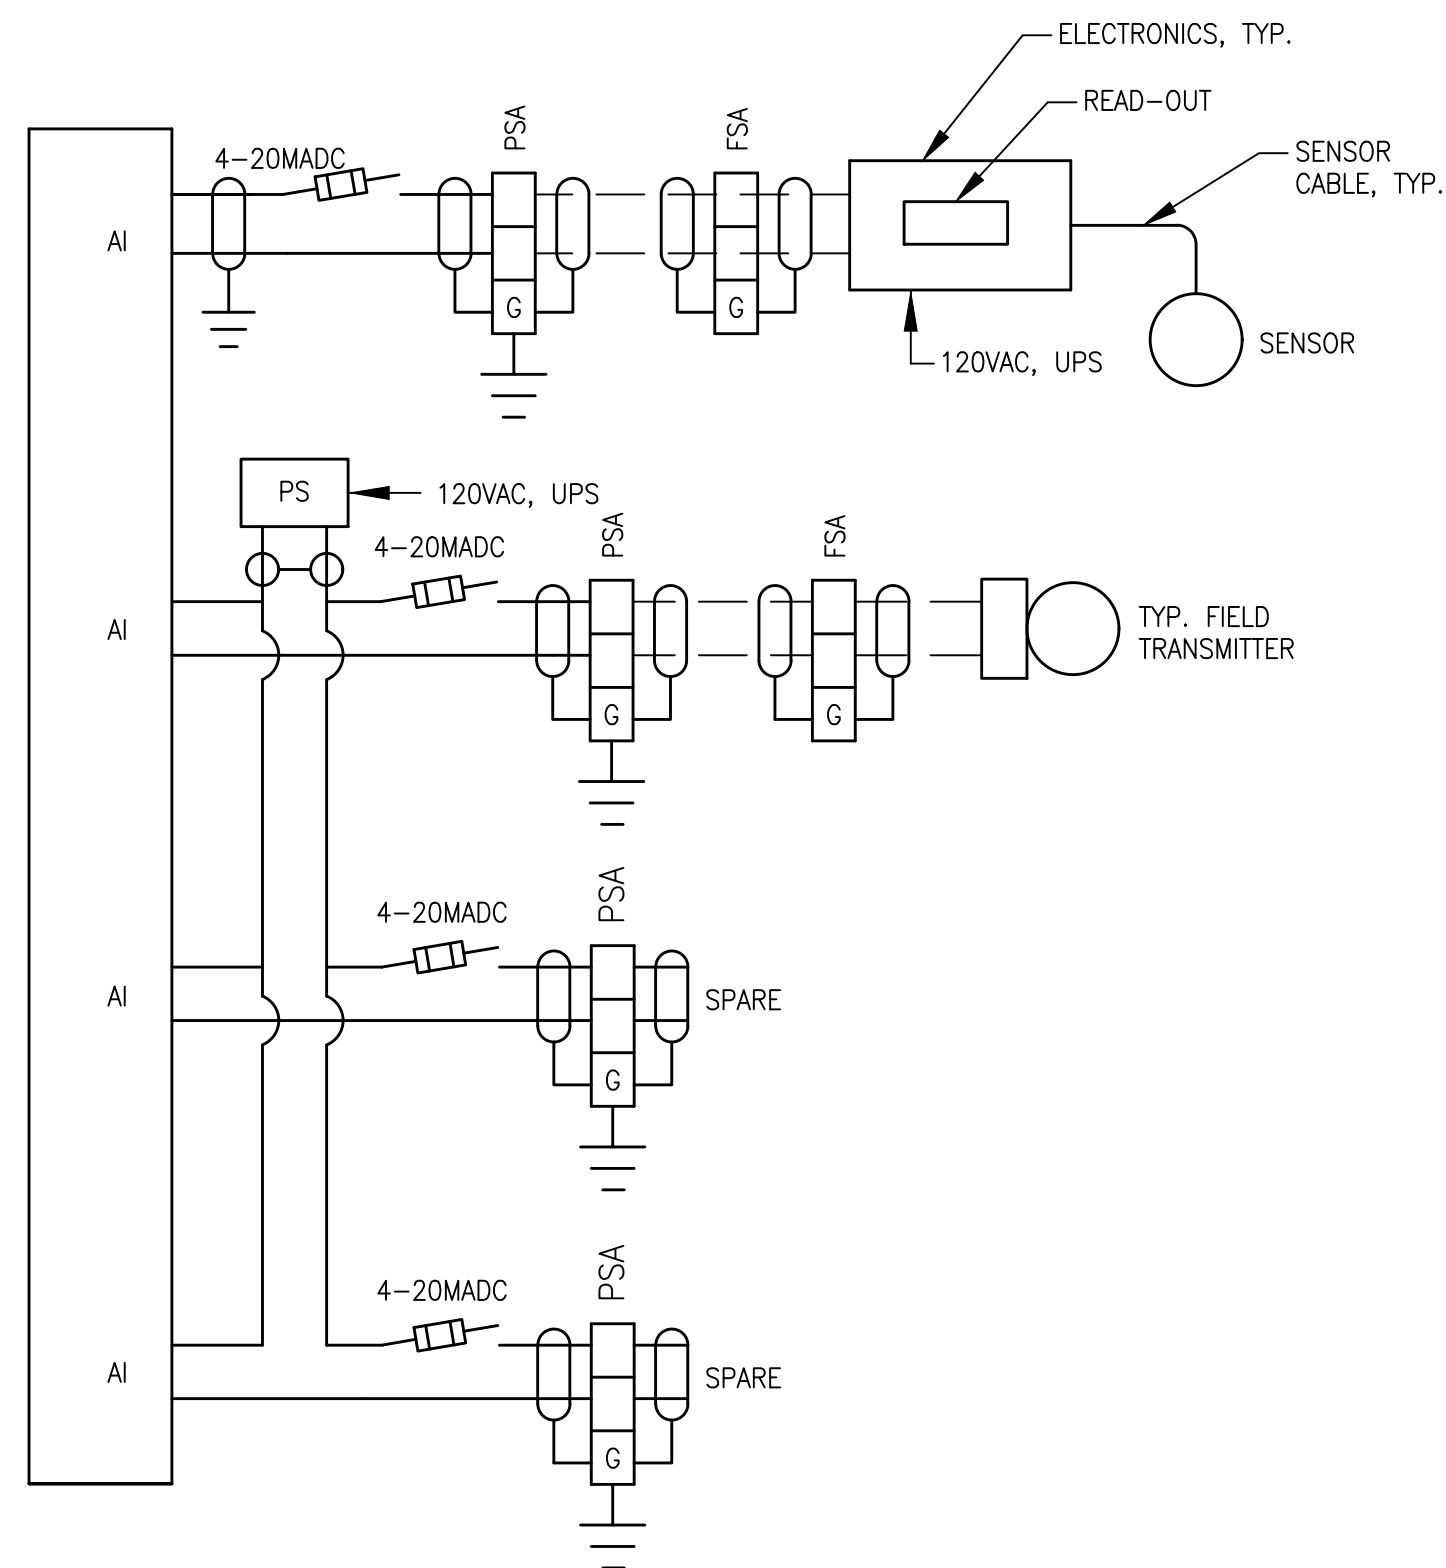 ELECTRONICS, TYP.
READ-OUT
PSA
FSA
SENSOR
CABLE, TYP.
4-20MADC
AI
G
G
SENSOR
120VAC, UPS
PS
120VAC, UPS
PSA
FSA
4-20MADC
AI
TYP. FIELD
TRANSMITTER
G
G
PSA
4-20MADC
AI
SPARE
G
PSA
4-20MADC
AI
SPARE
G